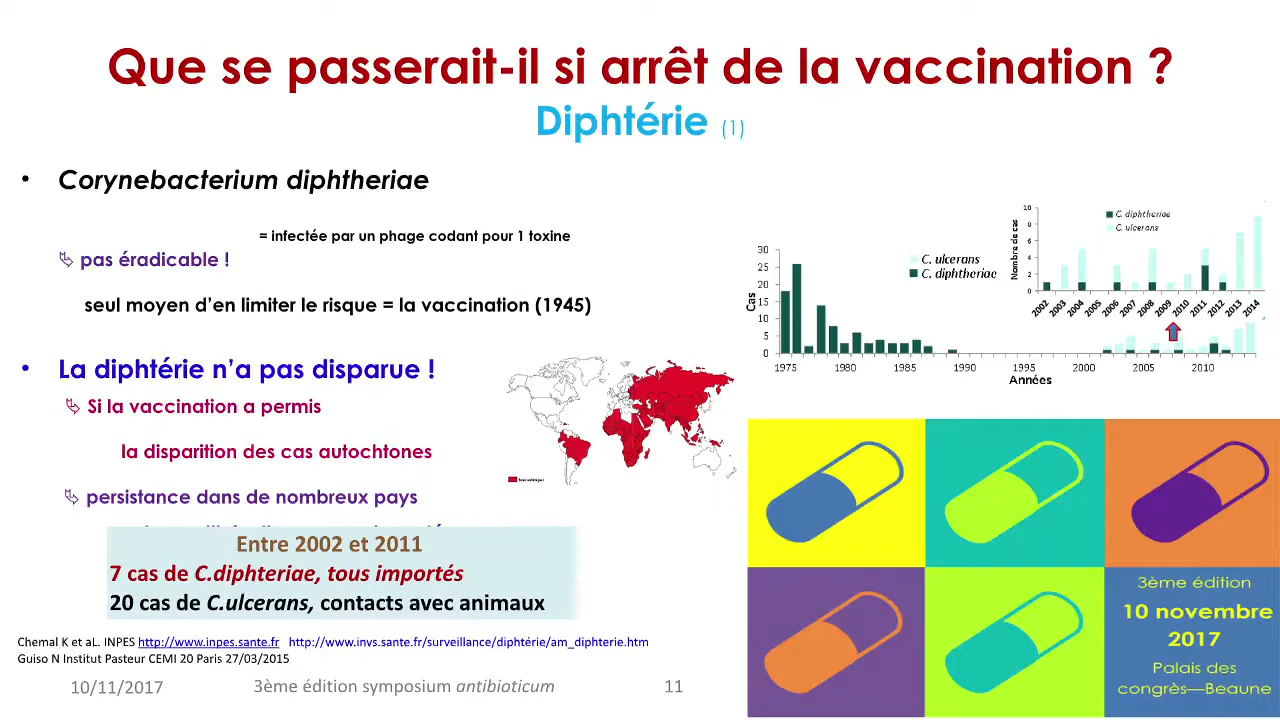 Que se passerait-il si arrêt de la vaccination ?
Diphtérie (1)
• Corynebacterium diphtheriae
= infectée par un phage codant pour 1 toxine
pas éradicable !
seul moyen d’en limiter le risque = la vaccination (1945)
• La diphtérie n’a pas disparue !
Si la vaccination a permis
la disparition des cas autochtones
persistance dans de nombreux pays
Entre 2002 et 2011
7 cas de C.diphteriae, tous importés
20 cas de C.ulcerans, contacts avec animaux
Chemal K et aL. INPES http://www.inpes.sante.fr http://www.invs.sante.fr/surveillance/diphtérie/am_diphterie.htm
Guiso N Institut Pasteur CEMI 20 Paris 27/03/2015
10/11/2017 3ème édition symposium antibioticum 11
Cas
30
25
20
15
10
5
0
C. ulcerans
C. diphtheriae
1975 1980 1985 1990 1995 2000 2005 2010
Années
Nombre de cas
10
8
6
4
2
0
C. diphtheriae
C. ulcerans
2002 2003 2004 2005 2006 2007 2008 2009 2010 2011 2012 2013 2014
3ème édition
10 novembre
2017
Palais des
congrès—Beaune